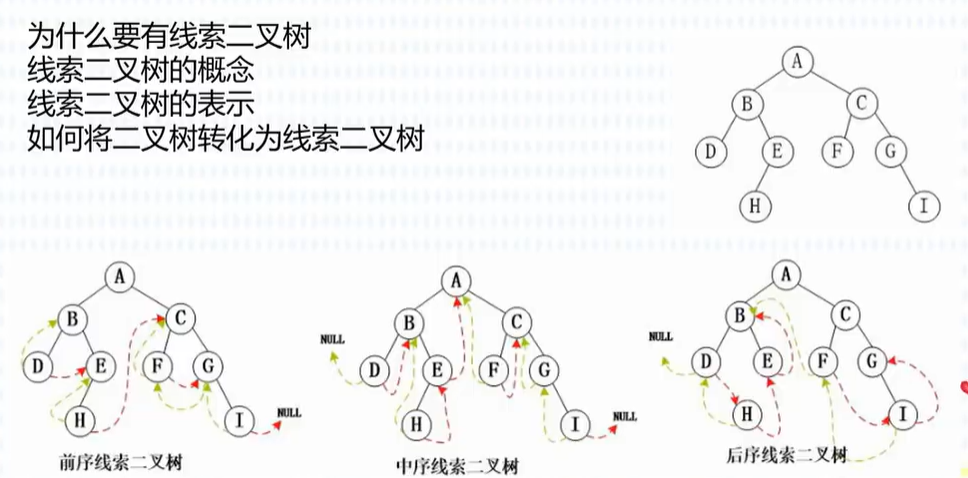 为什么要有线索二叉树
线索二叉树的概念
线索二叉树的表示
如何将二叉树转化为线索二叉树
A
B C
D E F G
H I
A
B C
D E F G
H I NULL
前序线索二叉树
A
B C
NULL
D E F G
H I NULL
中序线索二叉树
A
B C
NULL
D E F G
H I
后序线索二叉树